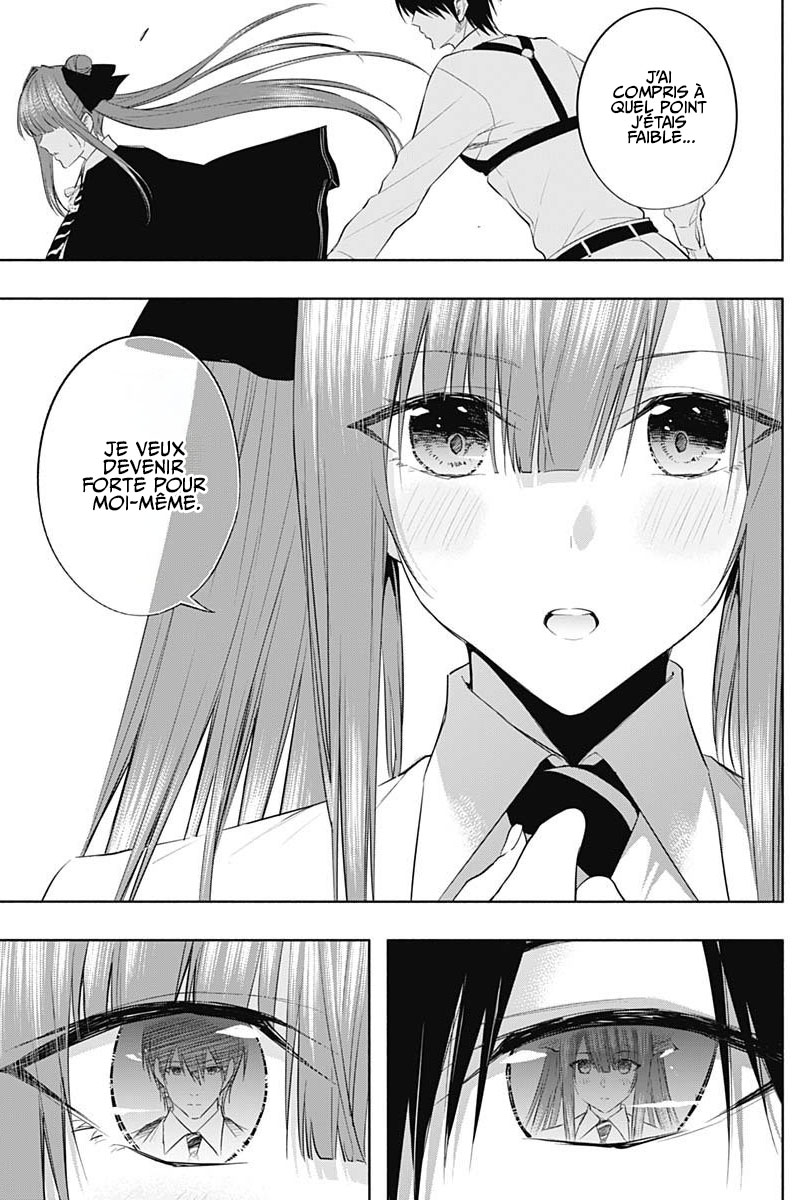 J'AI
COMPRIS À
QUEL POINT
J'ÉTAIS
FAIBLE...
JE VEUX
DEVENIR
FORTE POUR
MOI-MÊME.